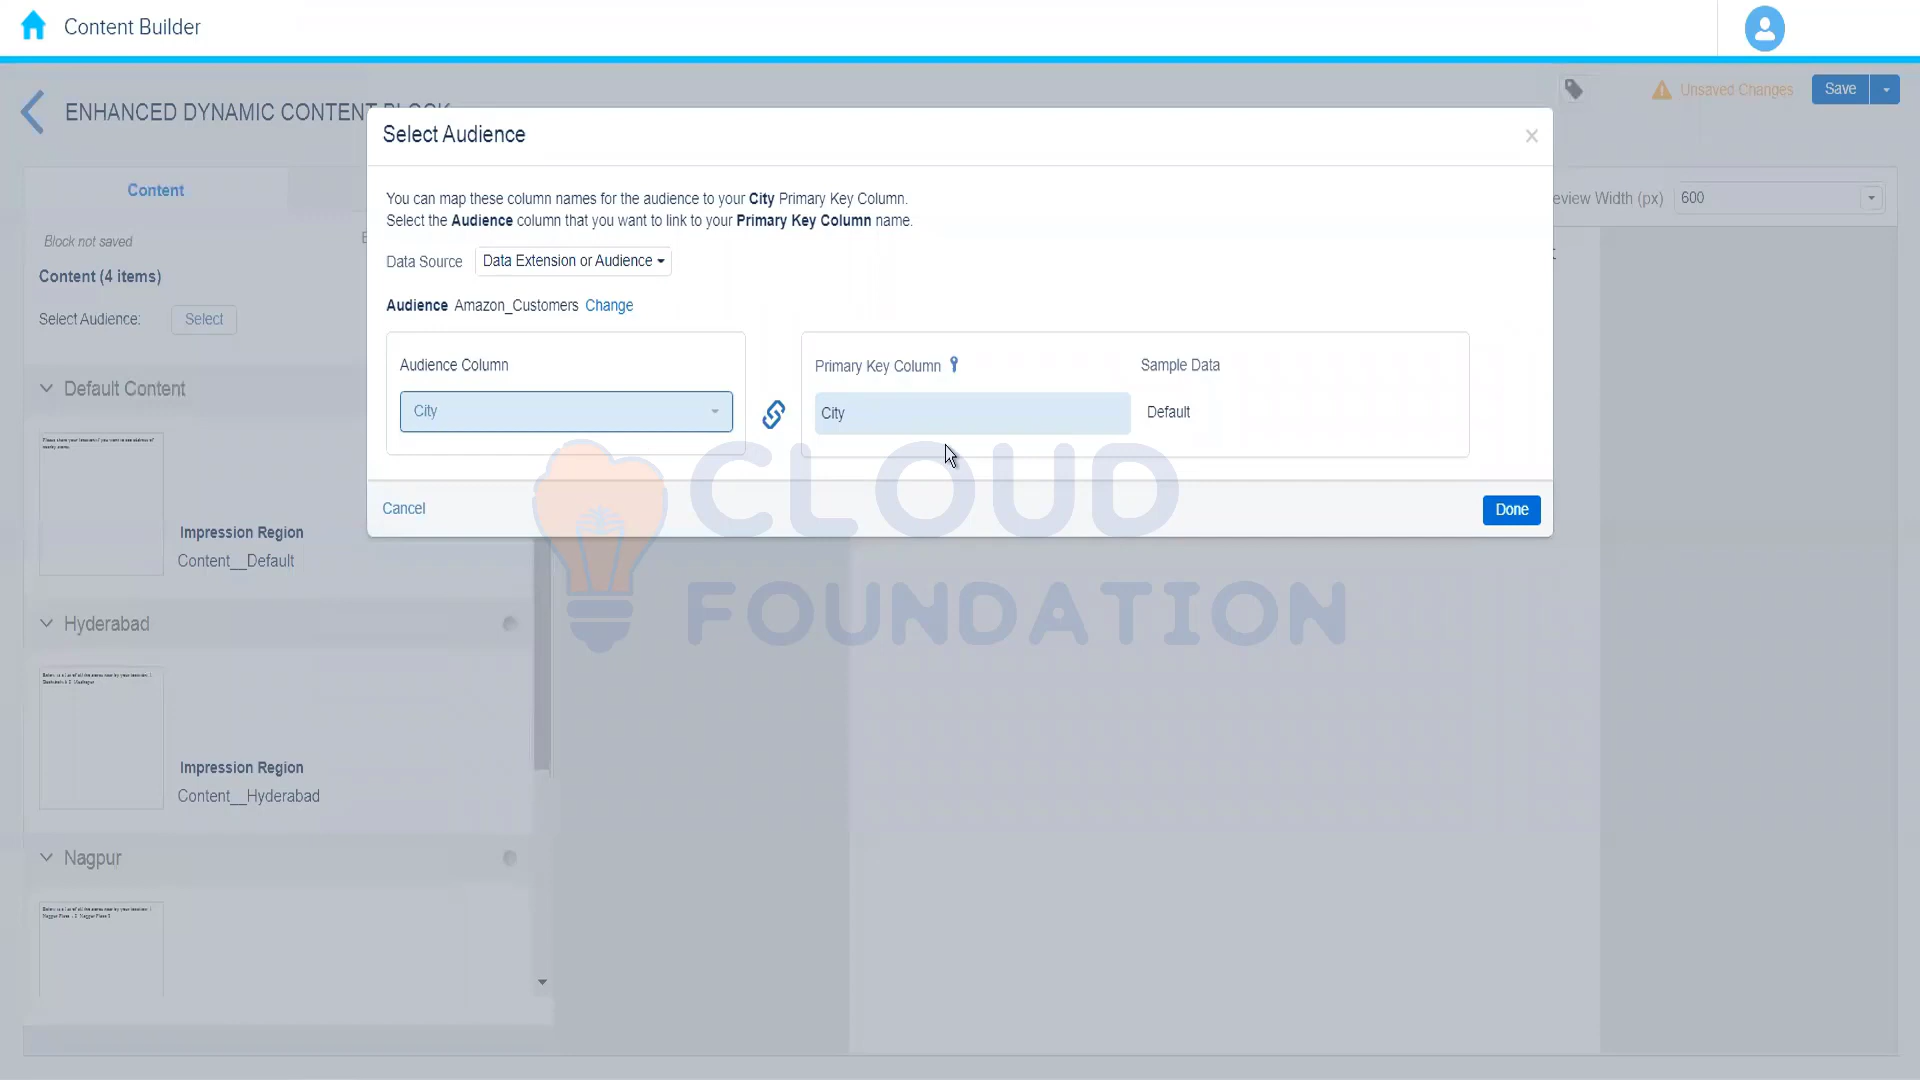 Content Builder
ENHANCED DYNAMIC CONTENT BLOCK
Unsaved Changes
Save
Select Audience
Content
Block not saved
Content (4 items)
Select Audience:
Select
You can map these column names for the audience to your City Primary Key Column.
Select the Audience column that you want to link to your Primary Key Column name.
Data Source
Data Extension or Audience
Audience Amazon_Customers Change
Audience Column
City
Primary Key Column
City
Sample Data
Default
Cancel
Done
eview Width (px)
600
Default Content
Impression Region
Content__Default
Hyderabad
Impression Region
Content__Hyderabad
Nagpur
CLOUD
FOUNDATION